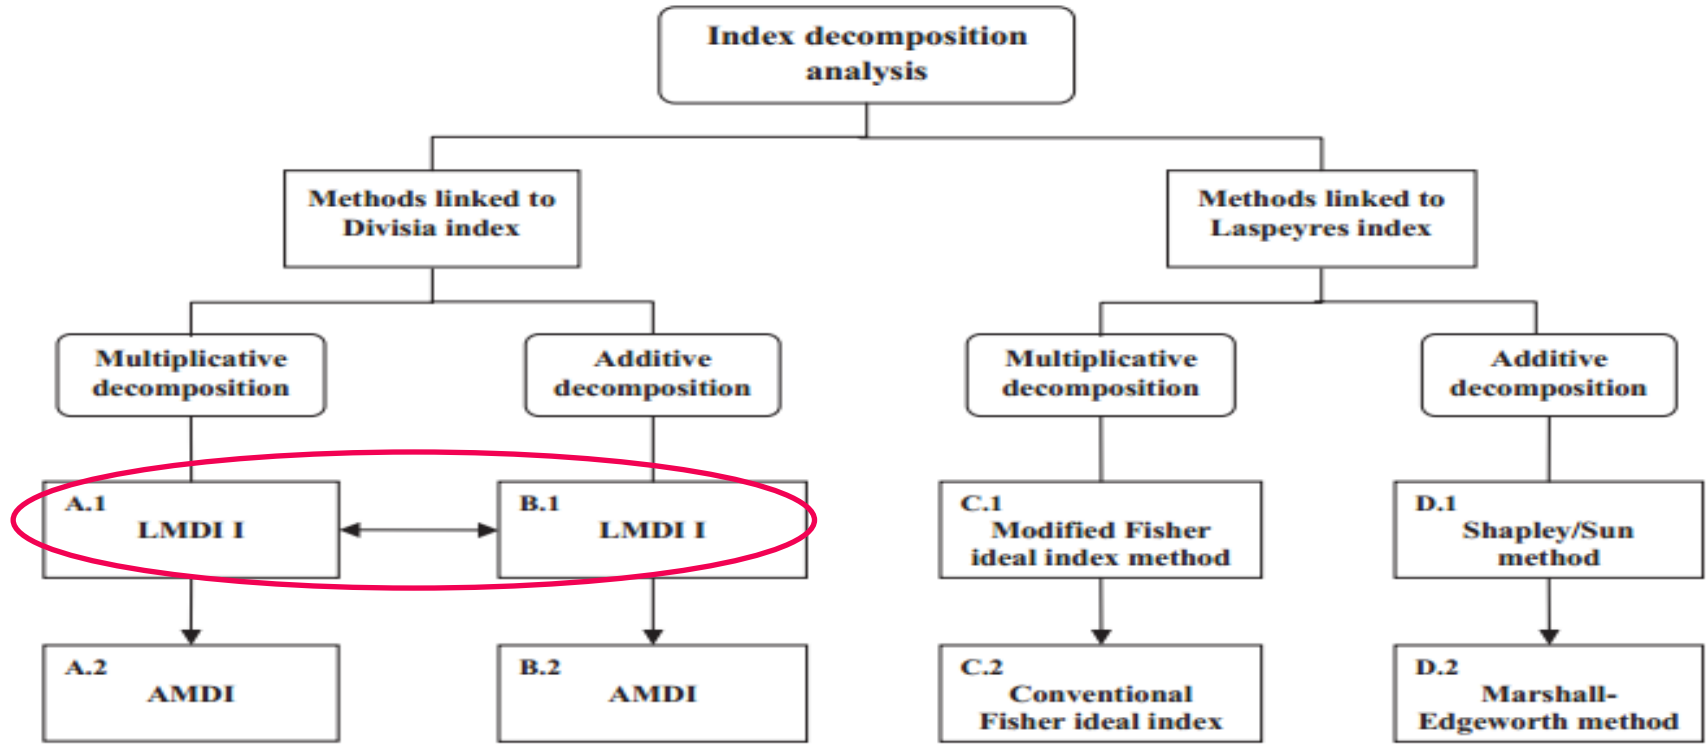 Index decomposition
analysis
Methods linked to
Divisia index
Methods linked to
Laspeyres index
Multiplicative
decomposition
Additive
decomposition
Multiplicative
decomposition
Additive
decomposition
A.1
LMDI I
B.1
LMDI I
C.1
Modified Fisher
ideal index method
D.1
Shapley/Sun
method
A.2
AMDI
B.2
AMDI
C.2
Conventional
Fisher ideal index
D.2
Marshall-
Edgeworth method